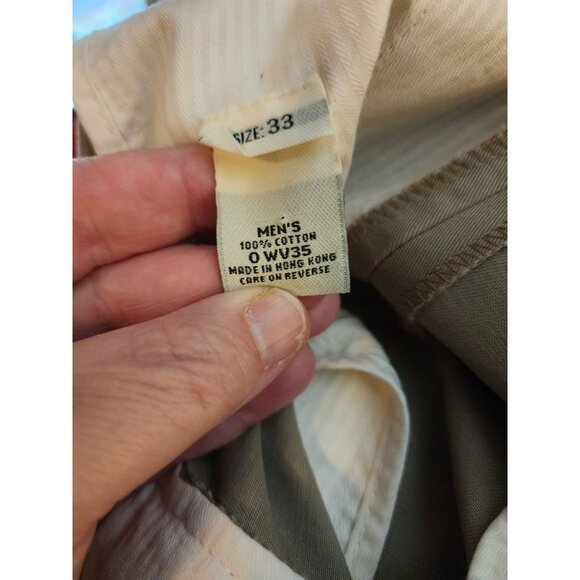 SIZE: 33
MEN'S
100% COTTON
0 WV35
MADE IN HONG KONG
CARE ON REVERSE